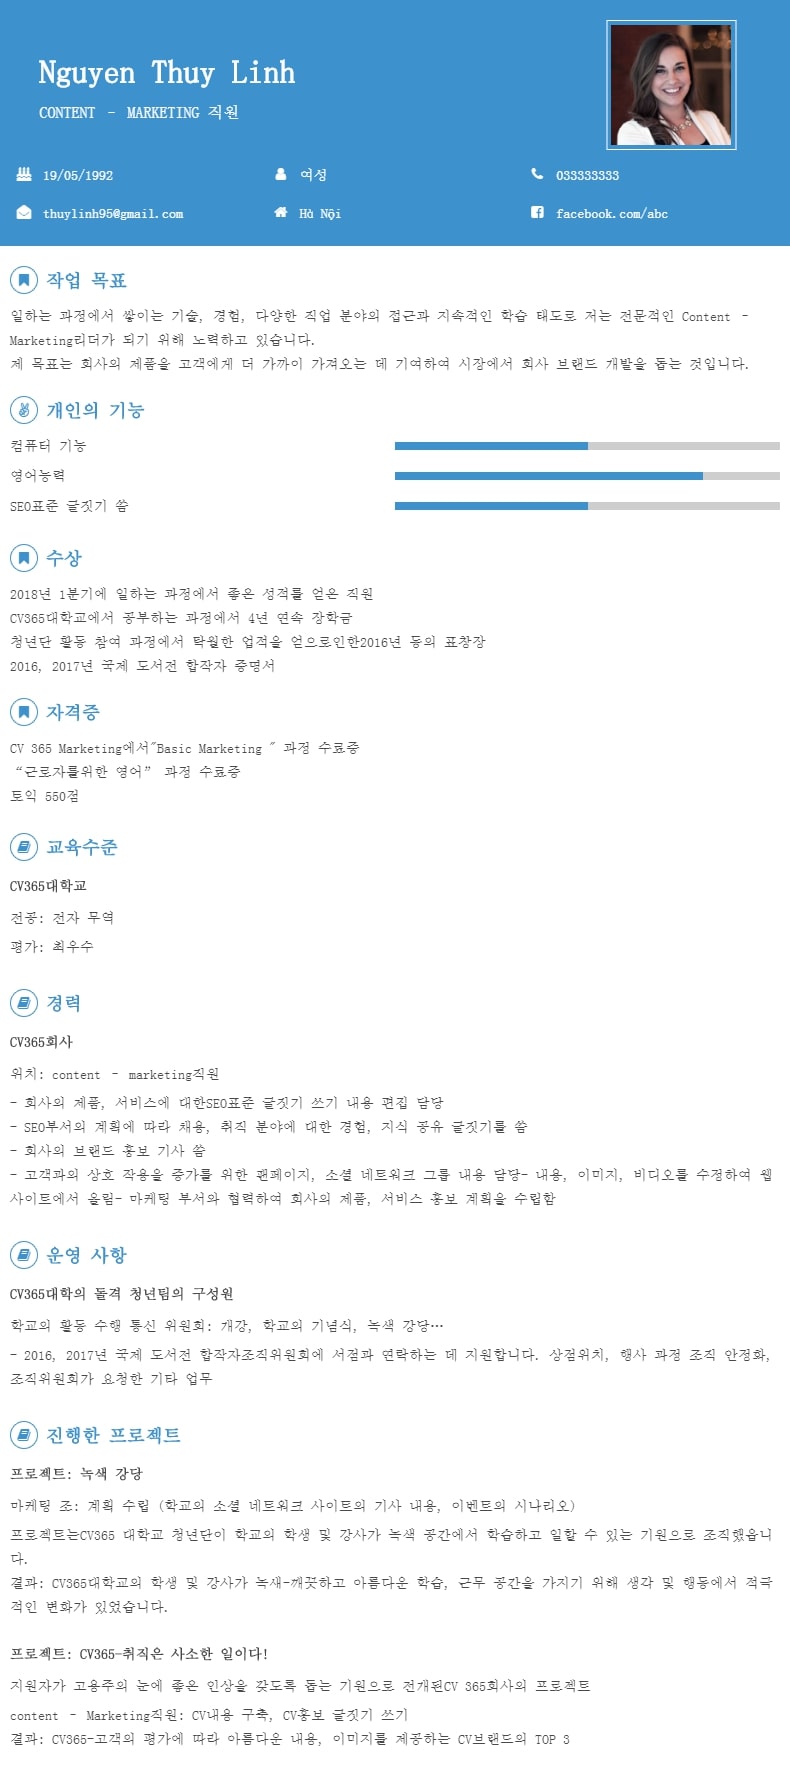 Nguyen Thuy Linh
CONTENT - MARKETING 직원
19/05/1992
여성
033333333
thuylinh95@gmail.com
Hà Nội
facebook.com/abc
작업 목표
일하는 과정에서 쌓이는 기술, 경험, 다양한 직업 분야의 접근과 지속적인 학습 태도로 저는 전문적인 Content -
Marketing리더가 되기 위해 노력하고 있습니다.
제 목표는 회사의 제품을 고객에게 더 가까이 가져오는 데 기여하여 시장에서 회사 브랜드 개발을 돕는 것입니다.
개인의 기능
컴퓨터 기능
영어능력
SEO표준 글짓기 씀
수상
2018년 1분기에 일하는 과정에서 좋은 성적를 얻은 직원
CV365대학교에서 공부하는 과정에서 4년 연속 장학금
청년단 활동 참여 과정에서 탁월한 업적을 얻으로인한2016년 동의 표창장
2016, 2017년 국제 도서전 합작자 증명서
자격증
CV 365 Marketing에서"Basic Marketing " 과정 수료증
“근로자를위한 영어” 과정 수료증
토익 550점
교육수준
CV365대학교
전공: 전자 무역
평가: 최우수
경력
CV365회사
위치: content - marketing직원
- 회사의 제품, 서비스에 대한SEO표준 글짓기 쓰기 내용 편집 담당
- SEO부서의 계획에 따라 채용, 취직 분야에 대한 경험, 지식 공유 글짓기를 씀
- 회사의 브랜드 홍보 기사 씀
- 고객과의 상호 작용을 증가를 위한 팬페이지, 소셜 네트워크 그룹 내용 담당- 내용, 이미지, 비디오를 수정하여 웹
사이트에서 올림- 마케팅 부서와 협력하여 회사의 제품, 서비스 홍보 계획을 수립함
운영 사항
CV365대학의 돌격 청년팀의 구성원
학교의 활동 수행 통신 위원회: 개강, 학교의 기념식, 녹색 강당…
- 2016, 2017년 국제 도서전 합작자조직위원회에 서점과 연락하는 데 지원합니다. 상점위치, 행사 과정 조직 안정화,
조직위원회가 요청한 기타 업무
진행한 프로젝트
프로젝트: 녹색 강당
마케팅 조: 계획 수립 (학교의 소셜 네트워크 사이트의 기사 내용, 이벤트의 시나리오)
프로젝트는CV365 대학교 청년단이 학교의 학생 및 강사가 녹색 공간에서 학습하고 일할 수 있는 기원으로 조직했읍니
다.
결과: CV365대학교의 학생 및 강사가 녹새-깨끗하고 아름다운 학습, 근무 공간을 가지기 위해 생각 및 행동에서 적극
적인 변화가 있었습니다.
프로젝트: CV365-취직은 사소한 일이다!
지원자가 고용주의 눈에 좋은 인상을 갖도록 돕는 기원으로 전개된CV 365회사의 프로젝트
content - Marketing직원: CV내용 구축, CV홍보 글짓기 쓰기
결과: CV365-고객의 평가에 따라 아름다운 내용, 이미지를 제공하는 CV브랜드의 TOP 3